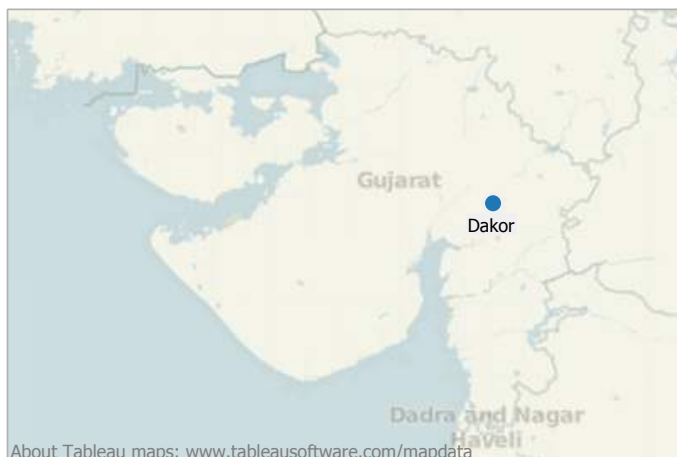 Gujarat
Dakor
Dadra and Nagar
Haveli
About Tableau maps: www.tableausoftware.com/mapdata